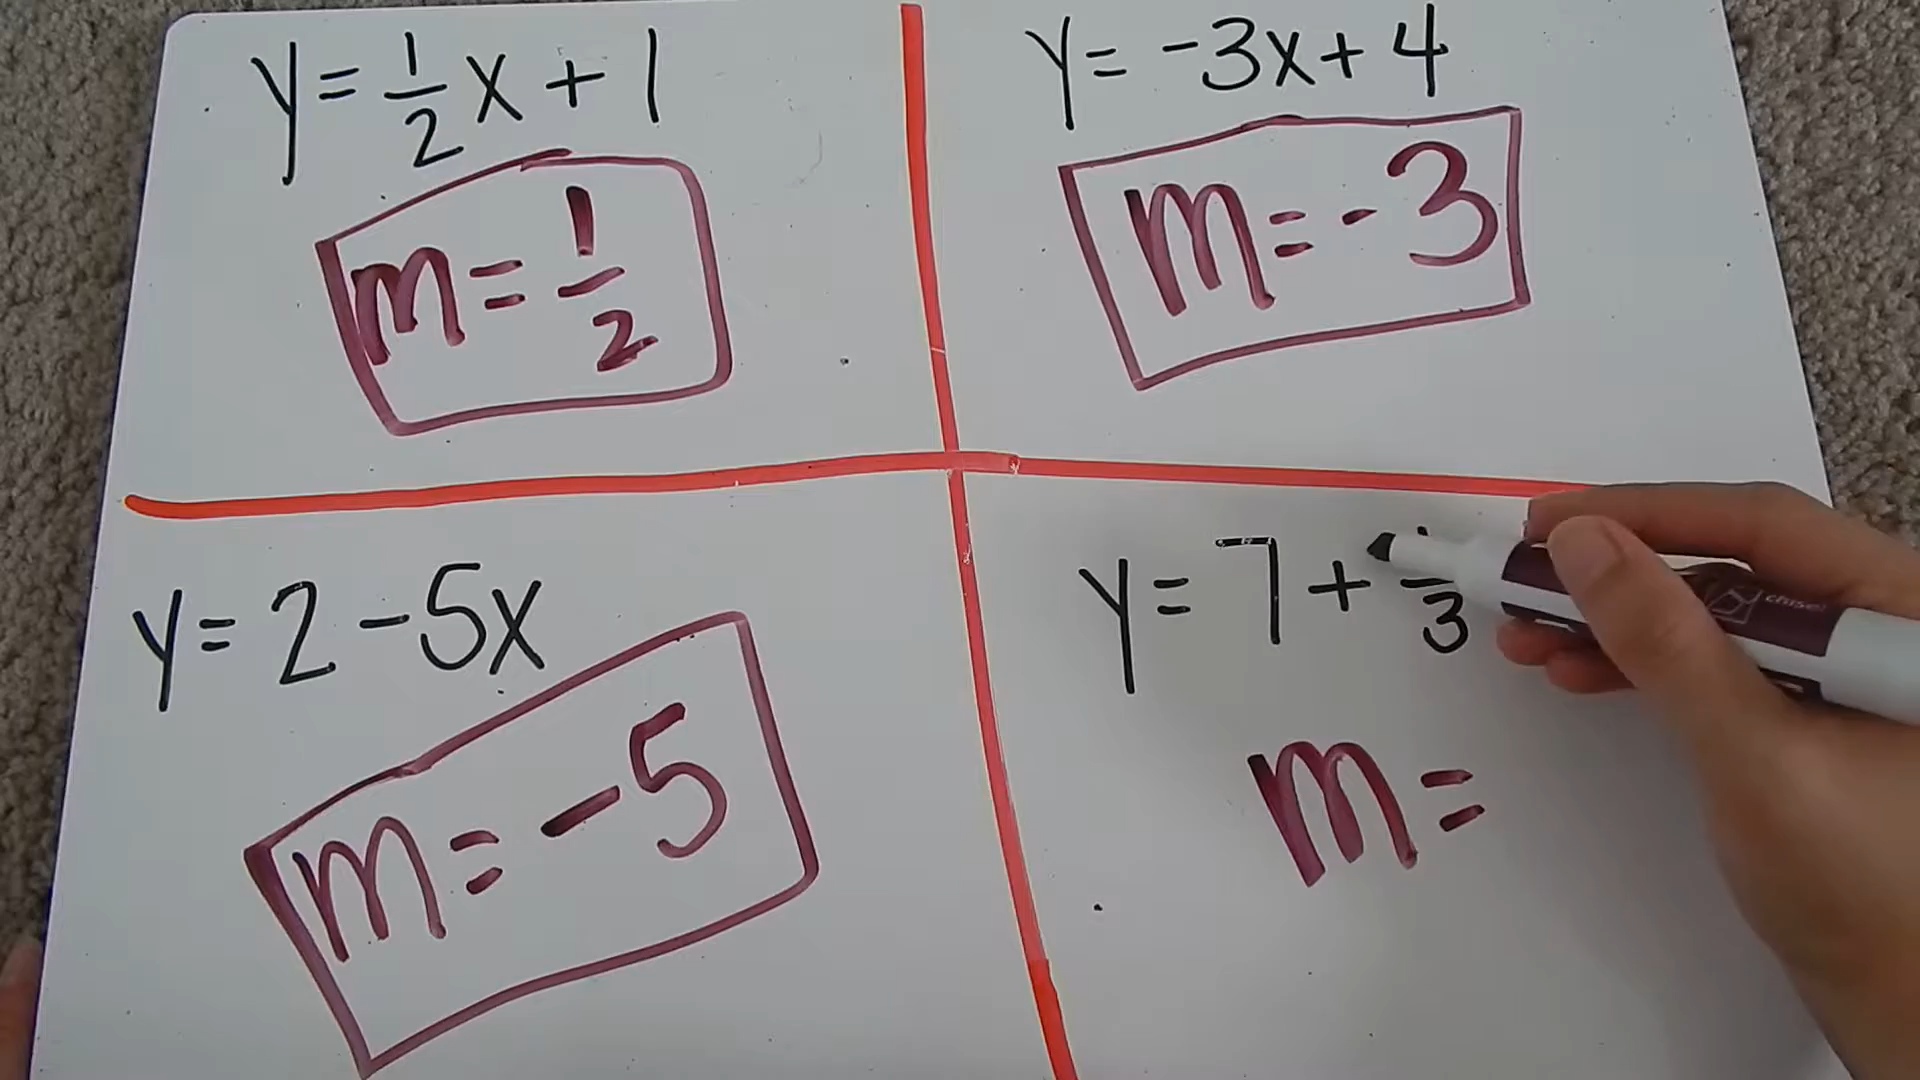 y = 1/2 x + 1
m = 1/2
y = -3x + 4
m = -3
y = 2 - 5x
m = -5
y = 7 + /3
m =